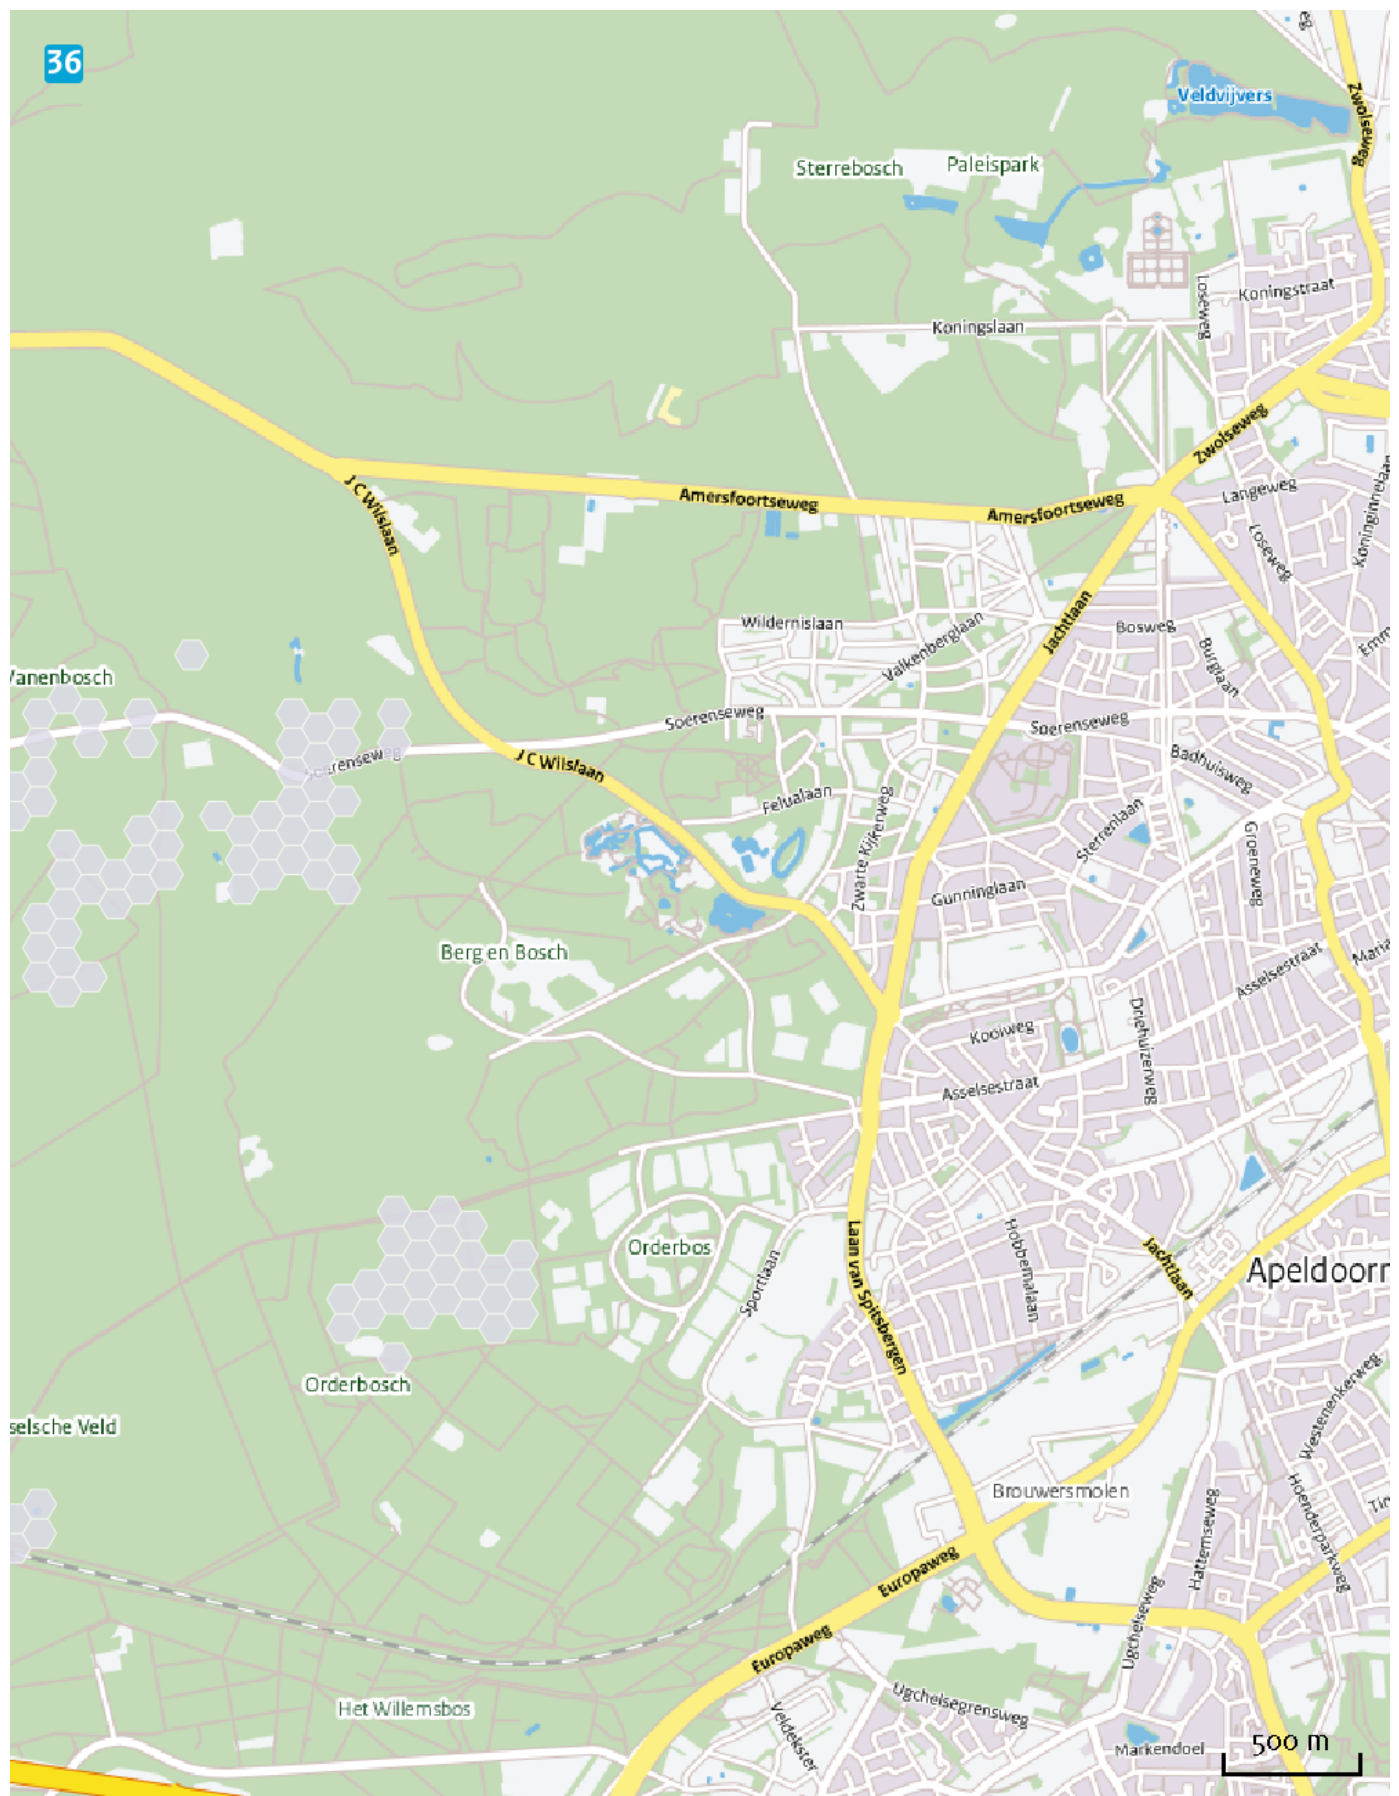 36
Veldvijvers
Zwolseweg
Sterrebosch
Paleispark
Koningstraat
Loseweg
Koningslaan
Zwolseweg
J C Wilslaan
Amersfoortseweg
Amersfoortseweg
Langeweg
Loseweg
Koninginnelaan
Wildernislaan
Valkenberglaan
Jachtlaan
Bosweg
Burglaan
Vanenbosch
Soerenseweg
Soerenseweg
Soerenseweg
J C Wilslaan
Badhuisweg
Felualaan
Zwarte Kijkerweg
Sterrenlaan
Groeneweg
Gunninglaan
Berg en Bosch
Asselsestraat
Kooiweg
Driehuizerweg
Asselsestraat
Orderbos
Sportlaan
Laan van Spitsbergen
Hobbemalaan
Jachtlaan
Apeldoorn
Orderbosch
Westenenkerweg
selsche Veld
Brouwersmolen
Hattemseweg
Hoenderparkweg
Europaweg
Ugchelseweg
Europaweg
Het Willemsbos
Ugchelsegrensweg
Veldekster
Markendoel
500 m